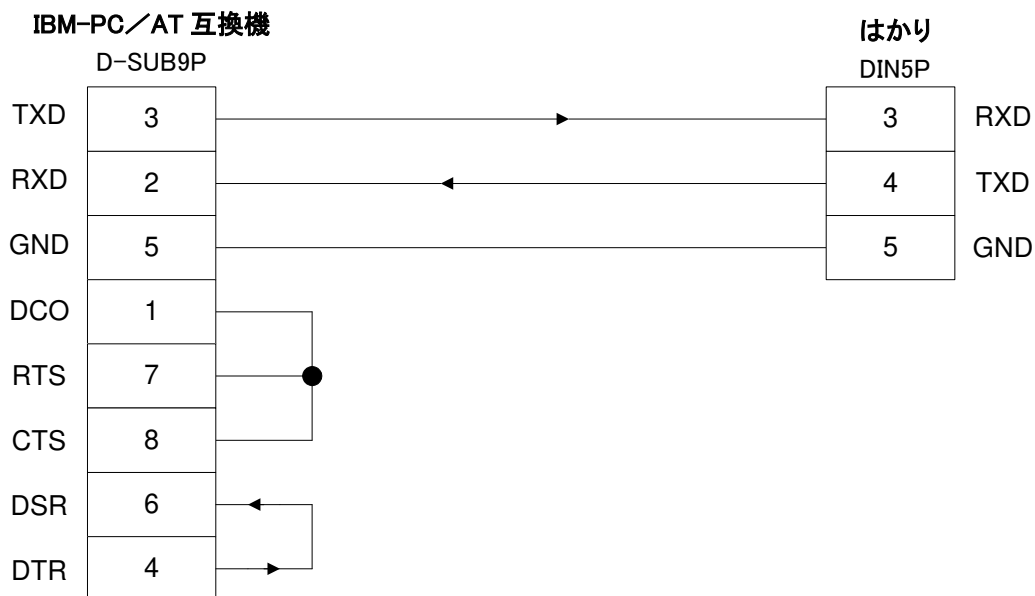 IBM-PC／AT 互換機
はかり
D-SUB9P
DIN5P
TXD 3 3 RXD
RXD 2 4 TXD
GND 5 5 GND
DCO 1
RTS 7
CTS 8
DSR 6
DTR 4